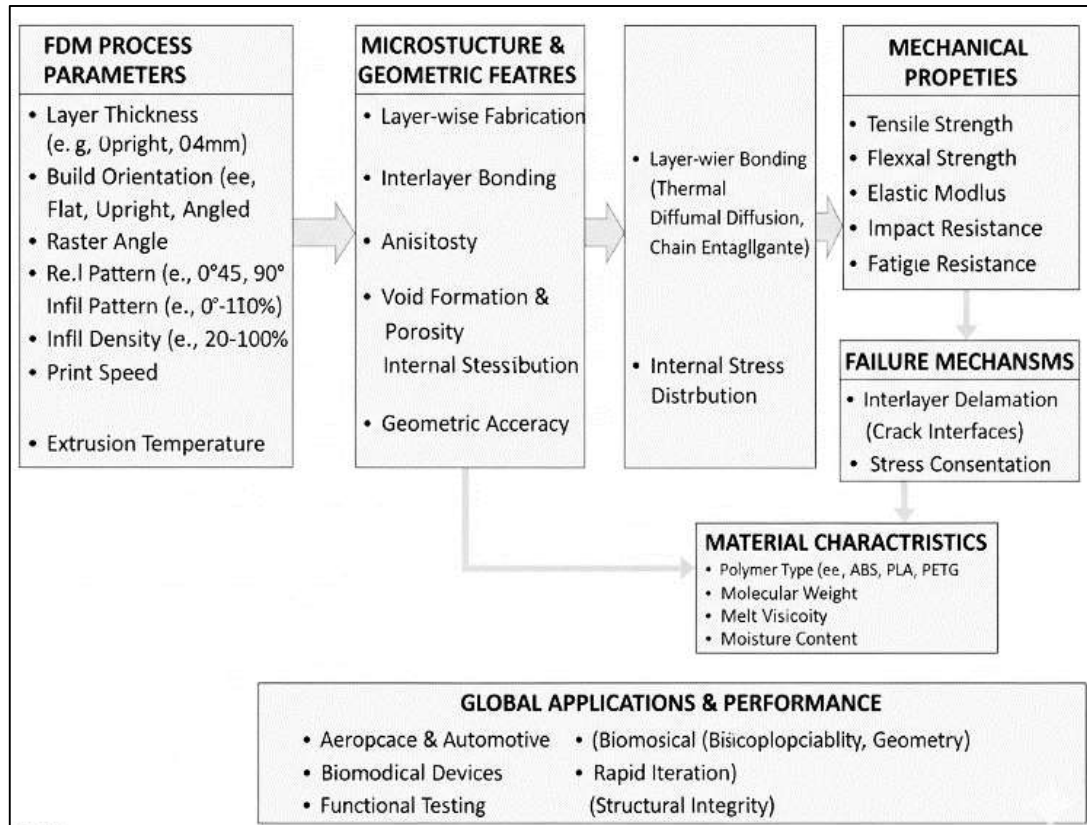 FDM PROCESS
PARAMETERS
• Layer Thickness
(e. g, Upright, 04mm)
• Build Orientation (ee,
Flat, Upright, Angled
• Raster Angle
• Re.l Pattern (e., 0°45, 90°
Infil Pattern (e., 0°-110%)
• Infll Density (e., 20-100%
• Print Speed
• Extrusion Temperature
MICROSTUCTURE &
GEOMETRIC FEATRES
• Layer-wise Fabrication
• Interlayer Bonding
• Anisitosty
• Void Formation &
Porosity
Internal Stessibution
• Geometric Acceracy
• Layer-wier Bonding
(Thermal
Diffumal Diffusion,
Chain Entagllgante)
• Internal Stress
Distrbution
MECHANICAL
PROPETIES
• Tensile Strength
• Flexxal Strength
• Elastic Modlus
• Impact Resistance
• Fatigie Resistance
FAILURE MECHANSMS
• Interlayer Delamation
(Crack Interfaces)
• Stress Consentation
MATERIAL CHARACTRISTICS
• Polymer Type (ee., ABS, PLA, PETG
• Molecular Weight
• Melt Visicoity
• Moisture Content
GLOBAL APPLICATIONS & PERFORMANCE
• Aeropcace & Automotive
• Biomodical Devices
• Functional Testing
• (Biomosical (Bisicoplopciablity, Geometry)
• Rapid Iteration)
(Structural Integrity)